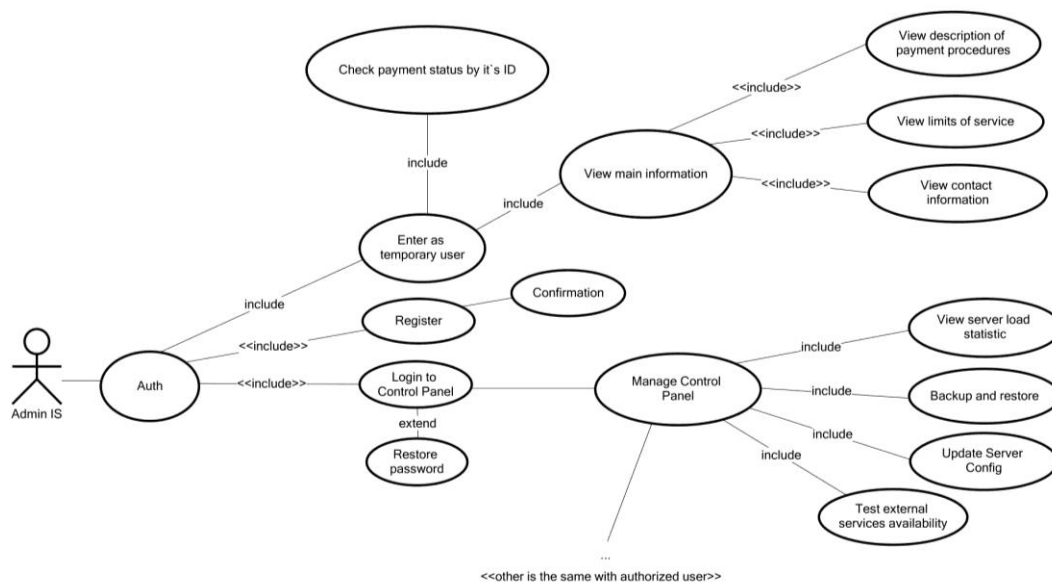 View description of
payment procedures
Check payment status by it`s ID
<<include>>
View limits of service
<<include>>
include
View main information
<<include>>
View contact
information
include
Enter as
temporary user
Confirmation
include
Register
View server load
statistic
<<include>>
include
Auth
<<include>>
Login to
Control Panel
Manage Control
Panel
include
Backup and restore
Admin IS
extend
include
Restore
password
include
Update Server
Config
Test external
services availability
...
<<other is the same with authorized user>>